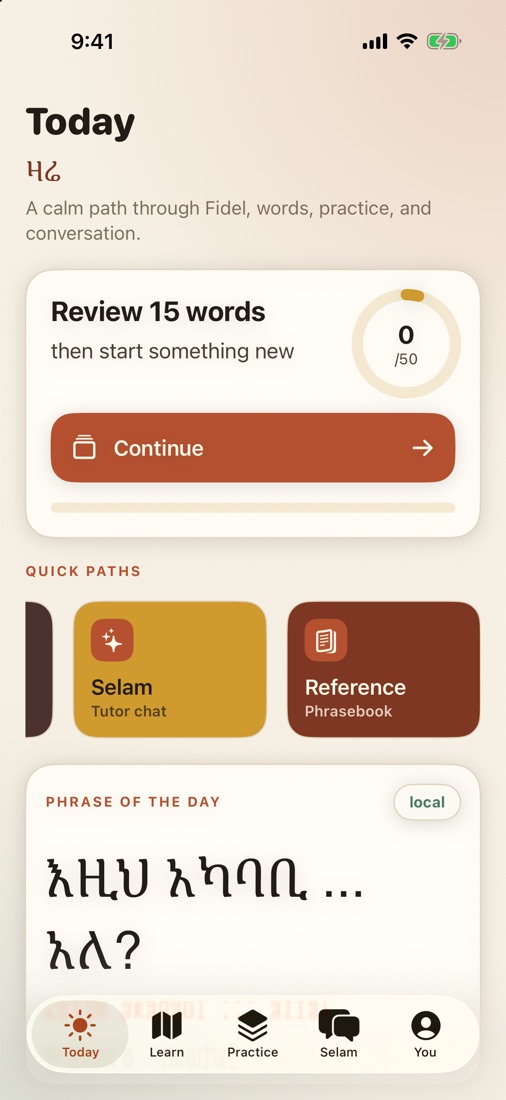 9:41
Today
ዛሬ
A calm path through Fidel, words, practice, and
conversation.
Review 15 words
then start something new
0
/50
Continue
QUICK PATHS
Selam
Tutor chat
Reference
Phrasebook
PHRASE OF THE DAY
local
እዚህ አካባቢ ...
አለ?
Today
Learn
Practice
Selam
You